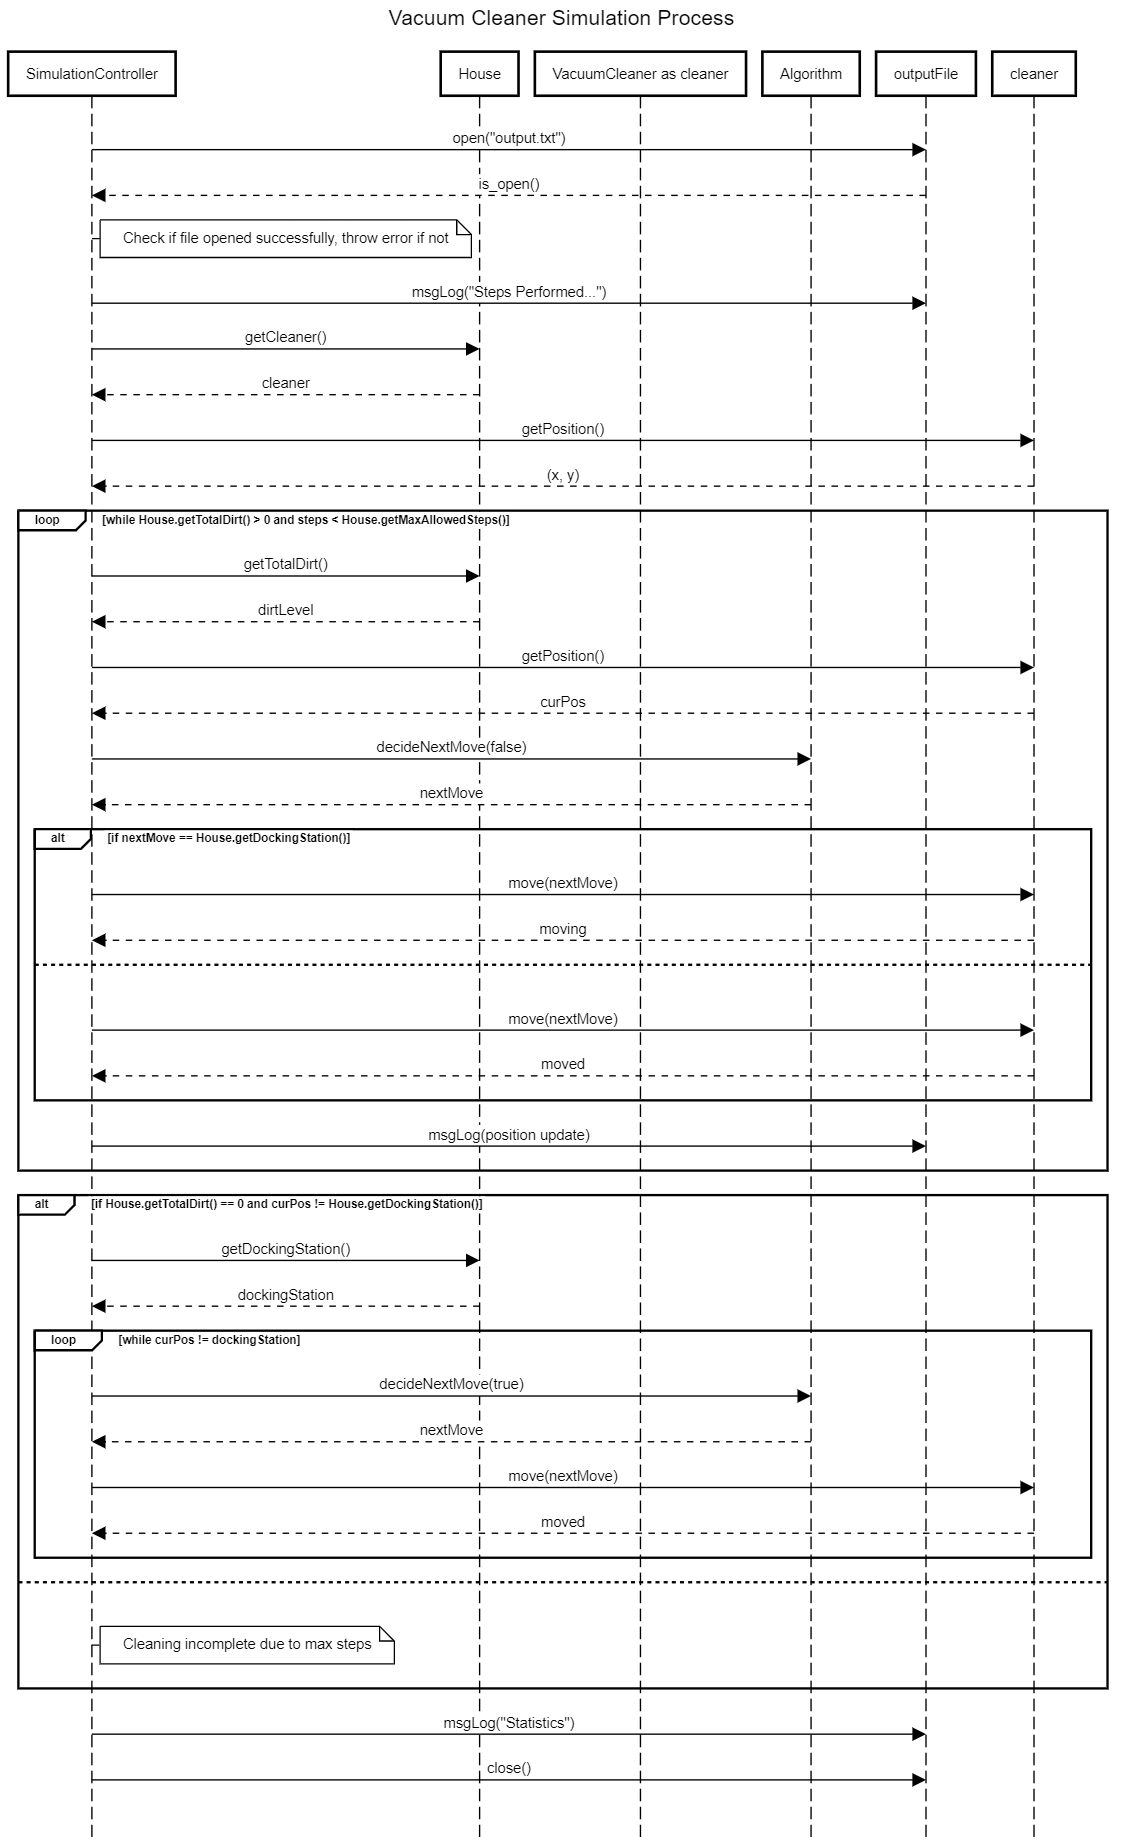 Vacuum Cleaner Simulation Process
SimulationController
House
VacuumCleaner as cleaner
Algorithm
outputFile
cleaner
open("output.txt")
is_open()
Check if file opened successfully, throw error if not
msgLog("Steps Performed...")
getCleaner()
cleaner
getPosition()
(x, y)
loop
[while House.getTotalDirt() > 0 and steps < House.getMaxAllowedSteps()]
getTotalDirt()
dirtLevel
getPosition()
curPos
decideNextMove(false)
nextMove
alt
[if nextMove == House.getDockingStation()]
move(nextMove)
moving
move(nextMove)
moved
msgLog(position update)
alt
[if House.getTotalDirt() == 0 and curPos != House.getDockingStation()]
getDockingStation()
dockingStation
loop
[while curPos != dockingStation]
decideNextMove(true)
nextMove
move(nextMove)
moved
Cleaning incomplete due to max steps
msgLog("Statistics")
close()